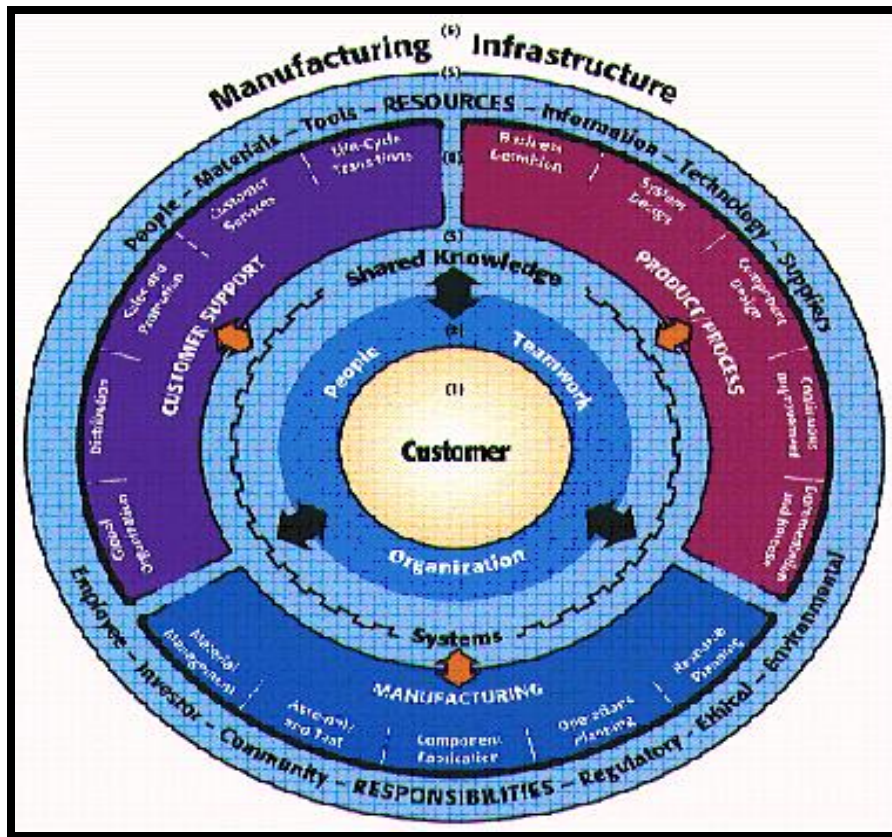 Manufacturing (6) Infrastructure
(5)
People – Materials – Tools – RESOURCES – Information – Technology – Suppliers
(4)
Life-Cycle
Transitions
Customer
Services
Sales and
Promotion
Distribution
Global
Organization
CUSTOMER SUPPORT
Business
Definition
System
Design
Component
Design
Continuous
Improvement
Documentation
and
PRODUCT/PROCESS
(3)
Shared Knowledge
(2)
People
Teamwork
(1)
Customer
Organization
Systems
MANUFACTURING
Material
Management
Assembly
and Test
Component
Fabrication
Operations
Planning
Resource
Planning
Employee – Investor – Community – RESPONSIBILITIES – Regulatory – Ethical – Environmental